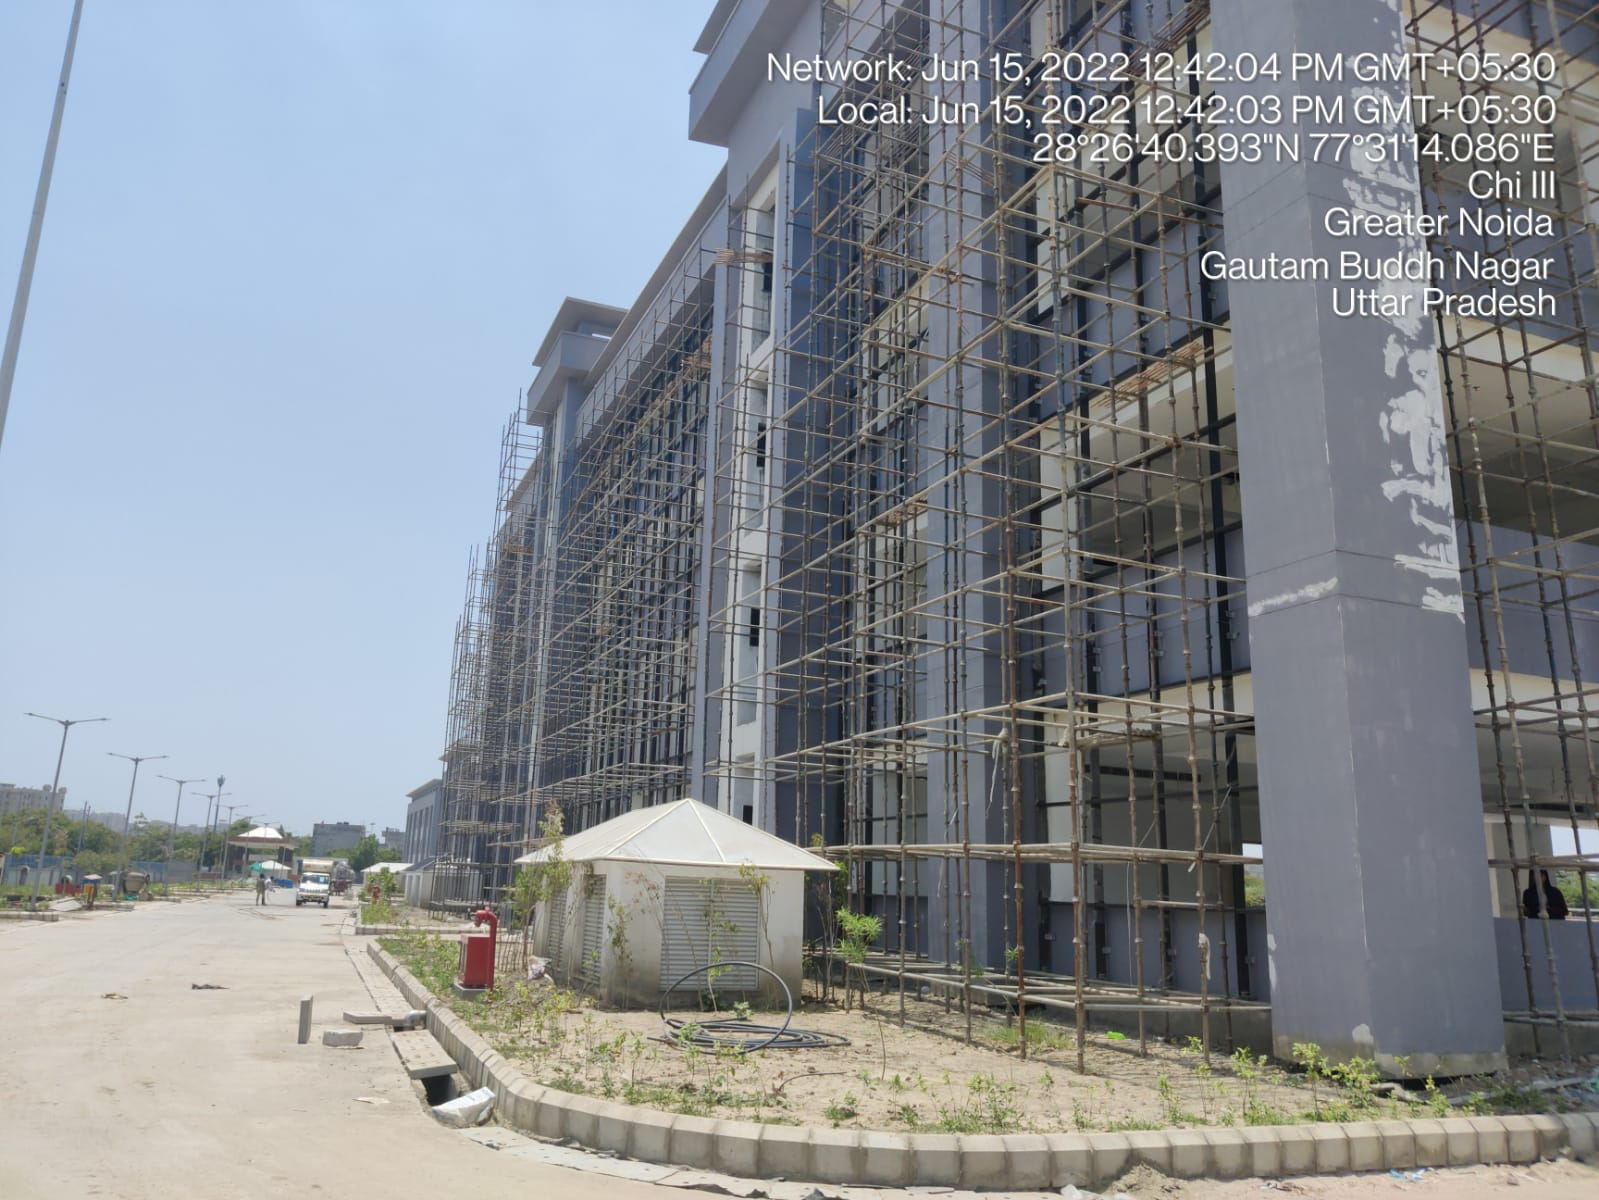 Network: Jun 15, 2022 12:42:04 PM GMT+05:30
Local: Jun 15, 2022 12:42:03 PM GMT+05:30
28°26'40.393"N 77°31'14.086"E
Chi III
Greater Noida
Gautam Buddh Nagar
Uttar Pradesh